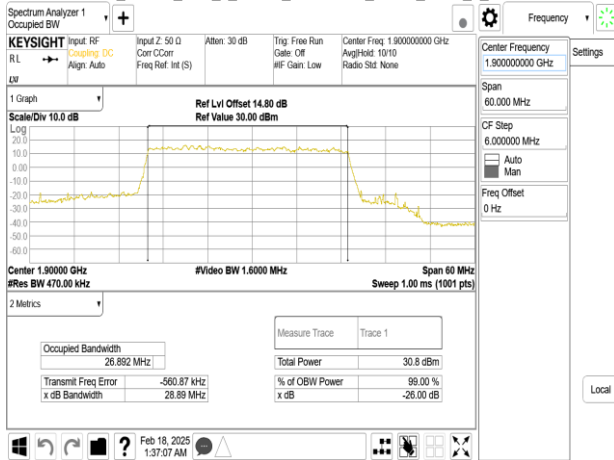 Spectrum Analyzer 1
Occupied BW
+
Frequency
KEYSIGHT
RL
LXI
Input: RF
Coupling: DC
Align: Auto
Input Z: 50 Ω
Corr CCorr
Freq Ref: Int (S)
Atten: 30 dB
Trig: Free Run
Gate: Off
#IF Gain: Low
Center Freq: 1.900000000 GHz
Avg|Hold: 10/10
Radio Std: None
Center Frequency
1.900000000 GHz
Settings
Span
60.000 MHz
CF Step
6.000000 MHz
Auto
Man
Freq Offset
0 Hz
Local
1 Graph
Scale/Div 10.0 dB
Ref Lvl Offset 14.80 dB
Ref Value 30.00 dBm
Log
20.0
10.0
0.00
-10.0
-20.0
-30.0
-40.0
-50.0
-60.0
Center 1.90000 GHz
#Res BW 470.00 kHz
#Video BW 1.6000 MHz
Span 60 MHz
Sweep 1.00 ms (1001 pts)
2 Metrics
Measure Trace Trace 1
Occupied Bandwidth
26.892 MHz
Total Power 30.8 dBm
Transmit Freq Error -560.87 kHz
% of OBW Power 99.00 %
x dB Bandwidth 28.89 MHz
x dB -26.00 dB
?
Feb 18, 2025
1:37:07 AM